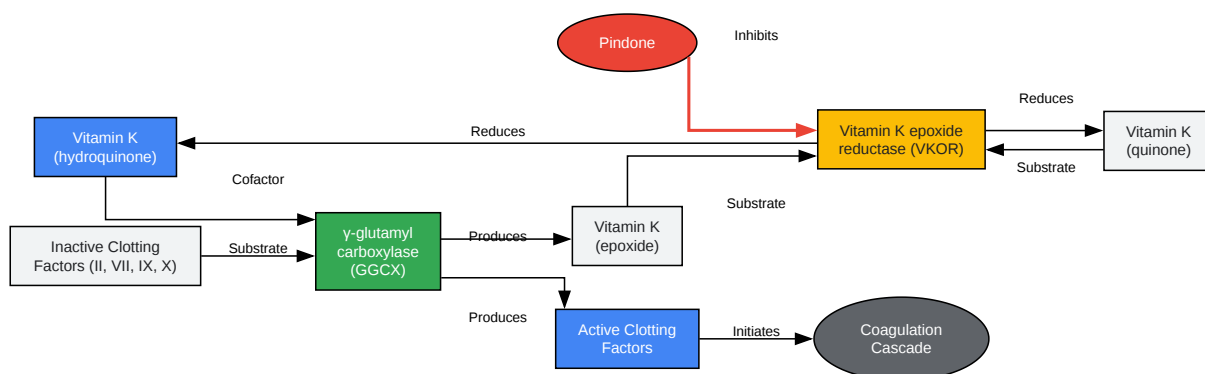 Pindone
Inhibits
Vitamin K
(hydroquinone)
Reduces
Vitamin K epoxide
reductase (VKOR)
Reduces
Vitamin K
(quinone)
Substrate
Cofactor
Substrate
Inactive Clotting
Factors (II, VII, IX, X)
Substrate
γ-glutamyl
carboxylase
(GGCX)
Produces
Vitamin K
(epoxide)
Produces
Active Clotting
Factors
Initiates
Coagulation
Cascade